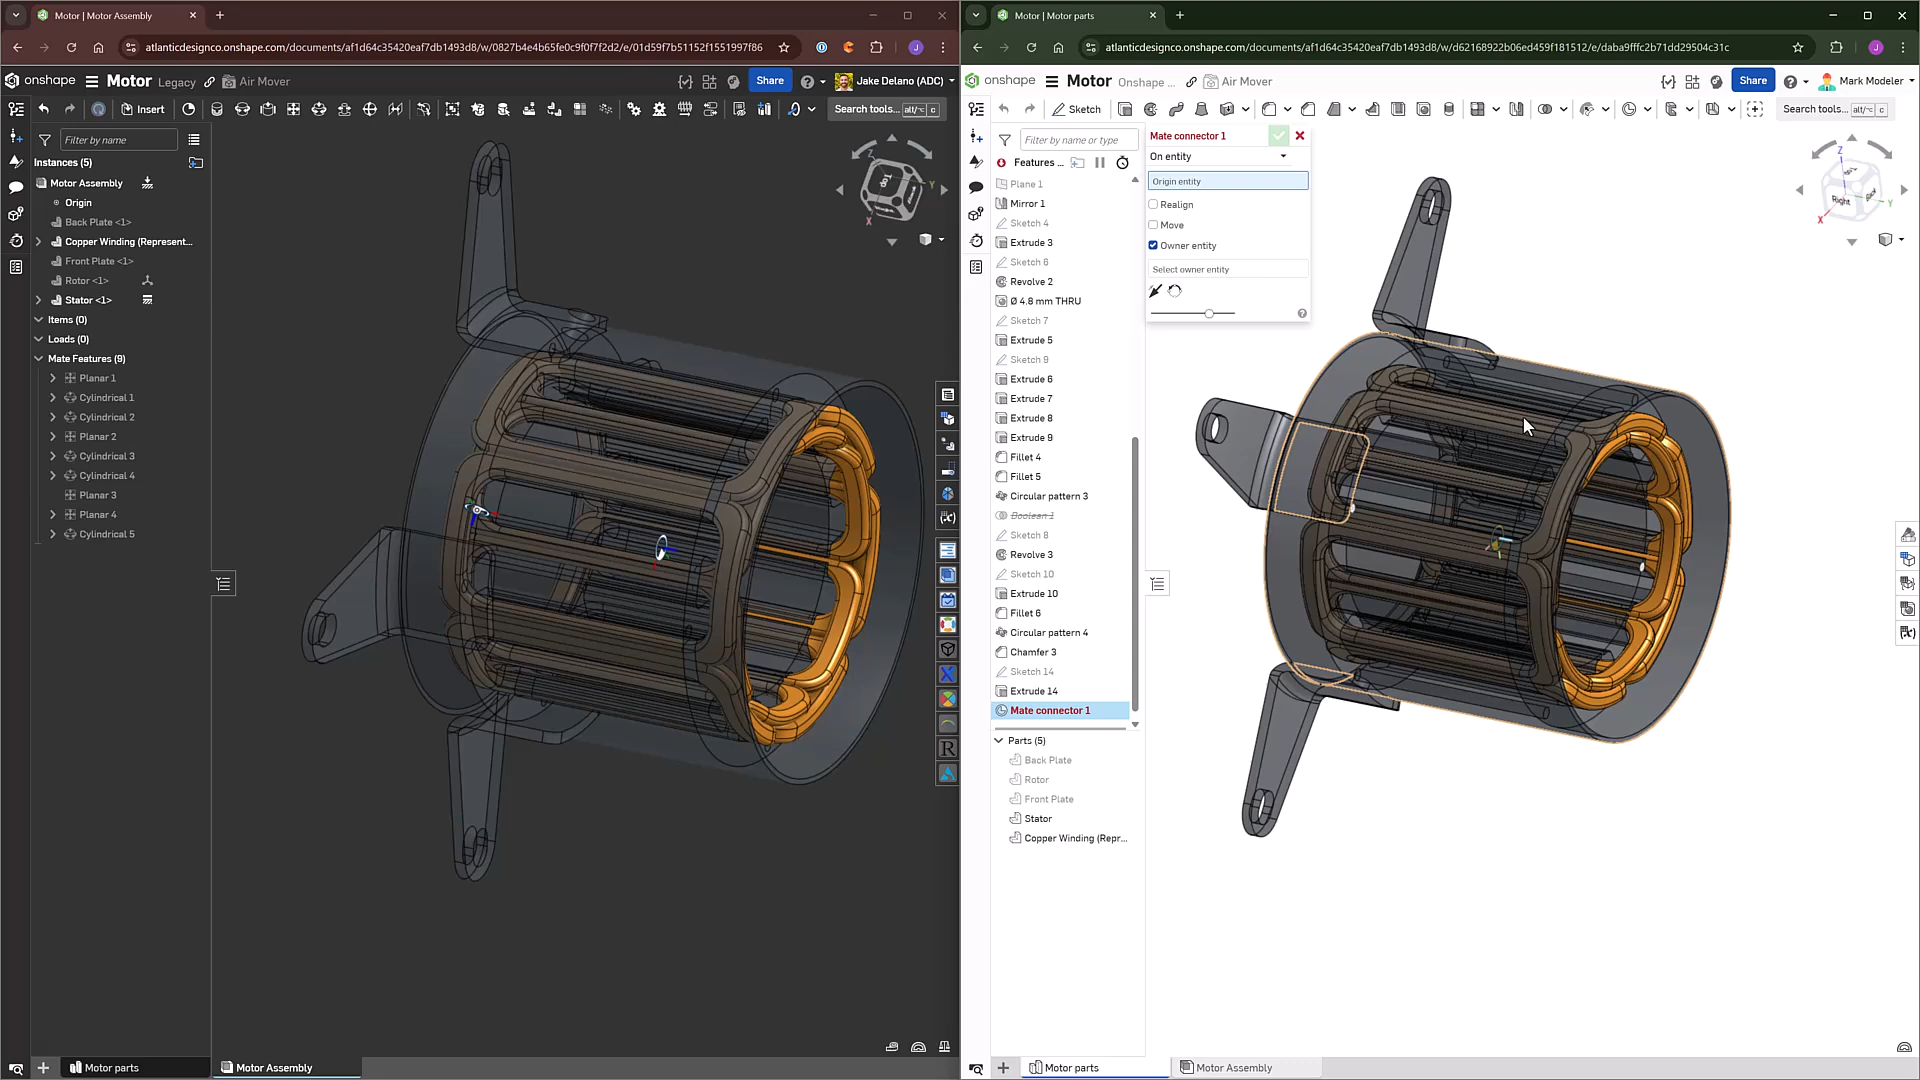 Motor | Motor Assembly
atlanticdesignco.onshape.com/documents/af1d64c35420eaf7db1493d8/w/0827b4e4b65fe0c9f0f7f2d2/e/01d59f7b51152f1551997f86
onshape
Motor Legacy Air Mover
Share
Jake Delano (ADC)
Insert
Search tools... alt/⌥ c
Filter by name
Instances (5)
Motor Assembly
Origin
Back Plate <1>
Copper Winding (Represent...
Front Plate <1>
Rotor <1>
Stator <1>
Items (0)
Loads (0)
Mate Features (9)
Planar 1
Cylindrical 1
Cylindrical 2
Planar 2
Cylindrical 3
Cylindrical 4
Planar 3
Planar 4
Cylindrical 5
Z
Top
Y
X
R
Motor parts
Motor Assembly
Motor | Motor parts
atlanticdesignco.onshape.com/documents/af1d64c35420eaf7db1493d8/w/d62168922b06ed459f181512/e/daba9fffc2b71dd29504c31c
onshape
Motor Onshape ... Air Mover
Share
Mark Modeler
Sketch
Search tools... alt/⌥ c
Filter by name or type
Features ...
Plane 1
Mirror 1
Sketch 4
Extrude 3
Sketch 6
Revolve 2
Ø 4.8 mm THRU
Sketch 7
Extrude 5
Sketch 9
Extrude 6
Extrude 7
Extrude 8
Extrude 9
Fillet 4
Fillet 5
Circular pattern 3
Boolean 1
Sketch 8
Revolve 3
Sketch 10
Extrude 10
Fillet 6
Circular pattern 4
Chamfer 3
Sketch 14
Extrude 14
Mate connector 1
Parts (5)
Back Plate
Rotor
Front Plate
Stator
Copper Winding (Repr...
Mate connector 1
On entity
Origin entity
Realign
Move
Owner entity
Select owner entity
Z
Right
Y
X
Motor parts
Motor Assembly